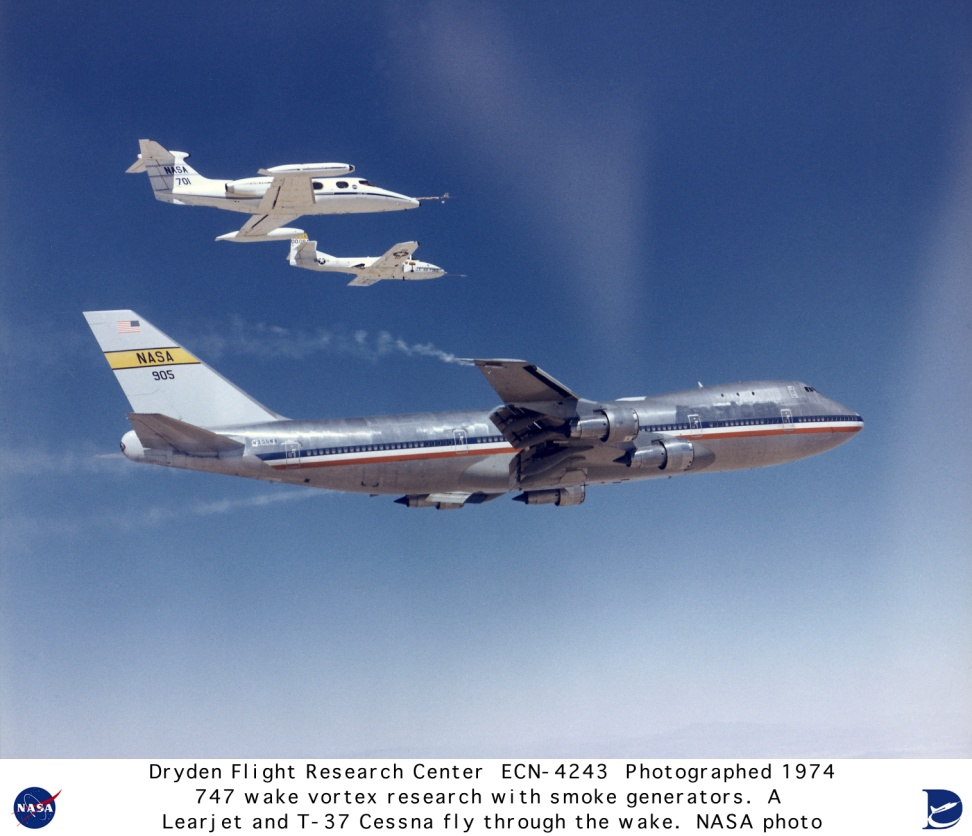 NASA
701
NASA
905
Dryden Flight Research Center ECN-4243 Photographed 1974
747 wake vortex research with smoke generators. A
Learjet and T-37 Cessna fly through the wake. NASA photo
NASA